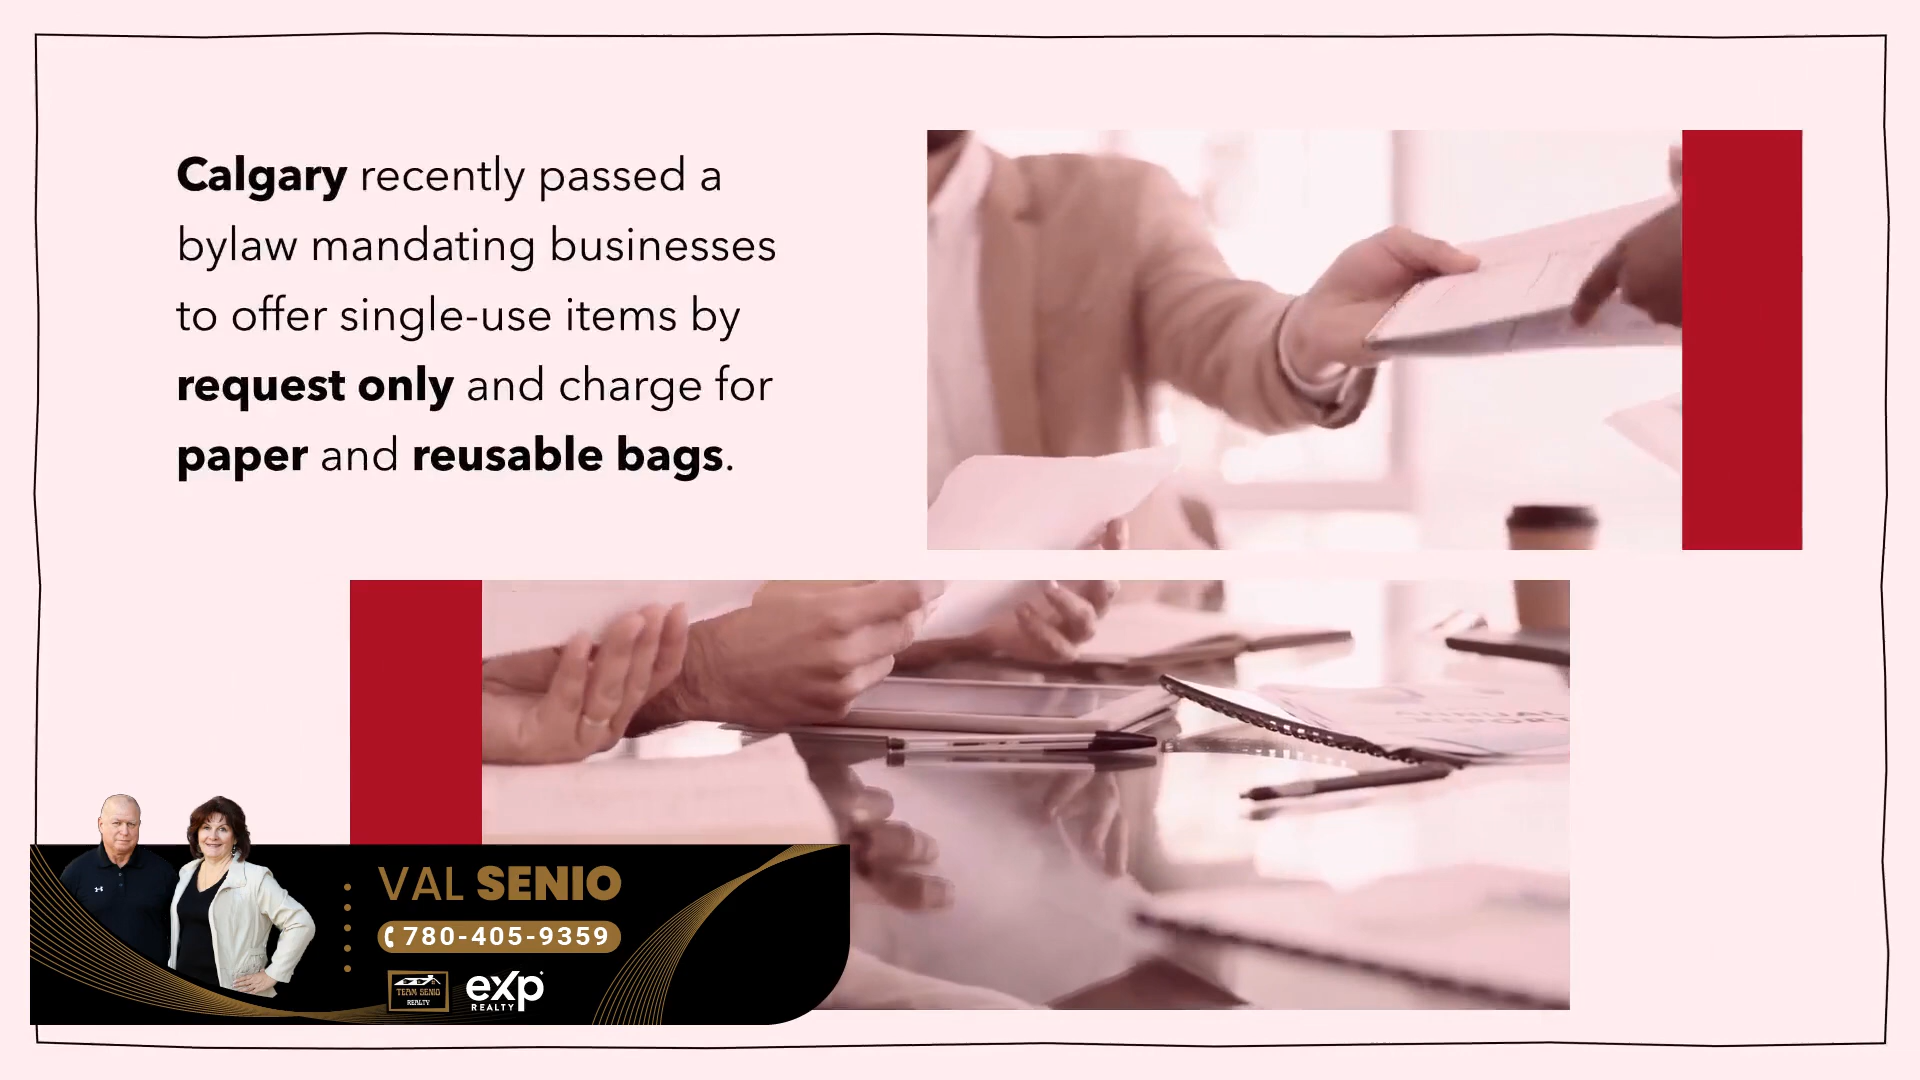 Calgary recently passed a
bylaw mandating businesses
to offer single-use items by
request only and charge for
paper and reusable bags.
VAL SENIO
780-405-9359
TEAM SENIO
REALTY
exp
REALTY